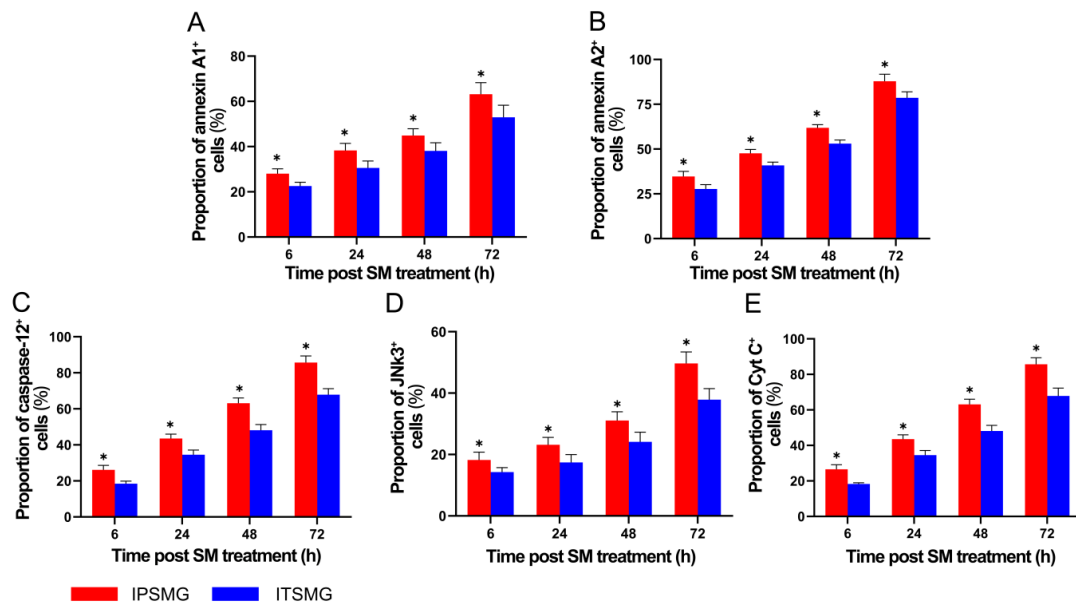 A
Proportion of annexin A1⁺
cells (%)
80
60
40
20
0
* * * *
6 24 48 72
Time post SM treatment (h)
B
Proportion of annexin A2⁺
cells (%)
100
75
50
25
0
* * * *
6 24 48 72
Time post SM treatment (h)
C
Proportion of caspase-12⁺
cells (%)
100
80
60
40
20
0
* * * *
6 24 48 72
Time post SM treatment (h)
D
Proportion of JNk3⁺
cells (%)
60
40
20
0
* * * *
6 24 48 72
Time post SM treatment (h)
E
Proportion of Cyt C⁺
cells (%)
100
80
60
40
20
0
* * * *
6 24 48 72
Time post SM treatment (h)
IPSMG ITSMG